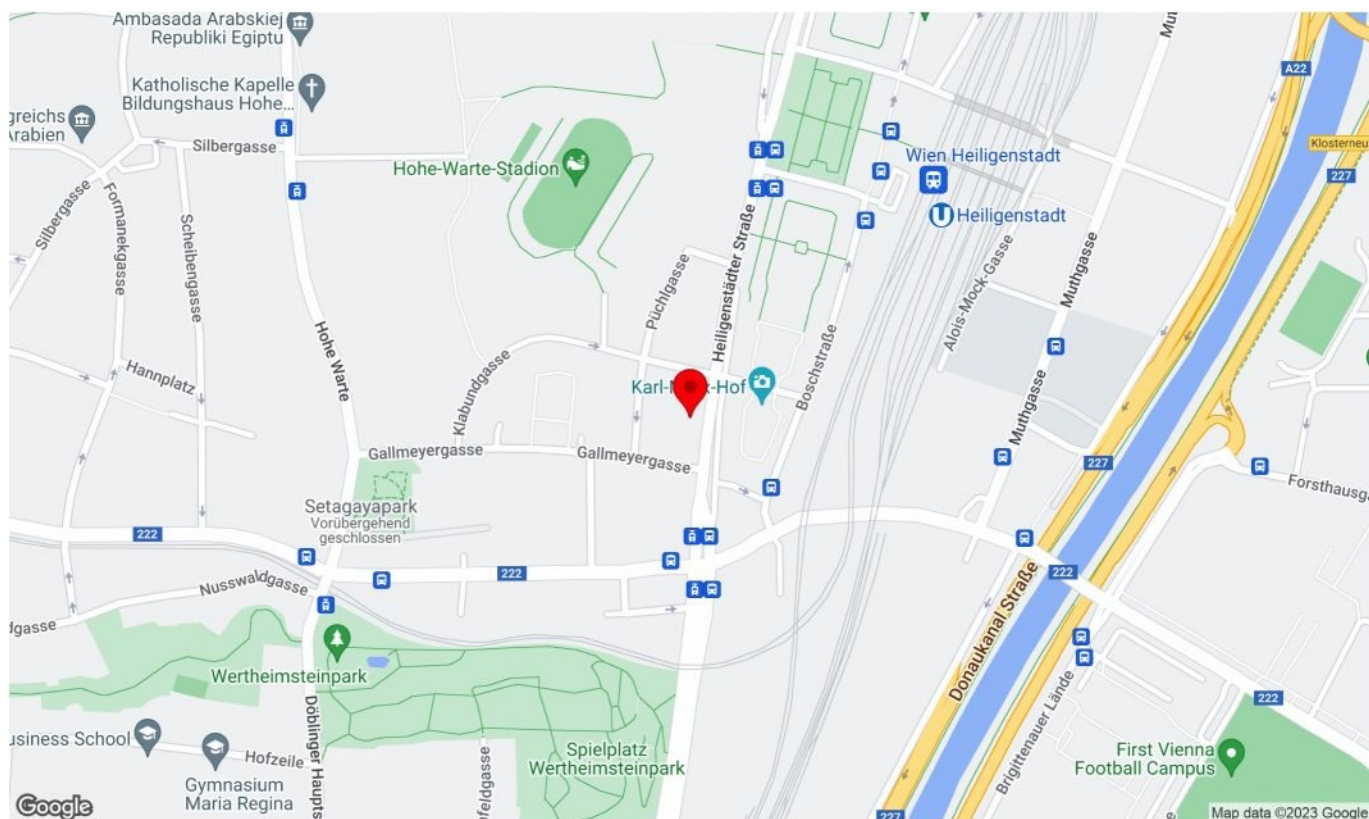 Ambasada Arabskiej
Republiki Egiptu
Katholische Kapelle
Bildungshaus Hohe...
Silbergasse
Silbergasse
Formanekgasse
Scheibengasse
Hohe Warte
Hannplatz
Hohe-Warte-Stadion
Püchlgasse
Klabundgasse
Heiligenstädter Straße
Wien Heiligenstadt
U Heiligenstadt
Alois-Mock-Gasse
Muthgasse
Muthgasse
A22
Klosterneu
227
Boschstraße
Gallmeyergasse
Gallmeyergasse
227
Forsthausg
Setagayapark
Vorübergehend
geschlossen
222
222
222
222
Nusswaldgasse
Wertheimsteinpark
Döblinger Haupts
Hofzeile
Gymnasium
Maria Regina
Spielplatz
Wertheimsteinpark
Donaukanal Straße
Brigittenauer Lände
First Vienna
Football Campus
227
Google
Map data ©2023 Google